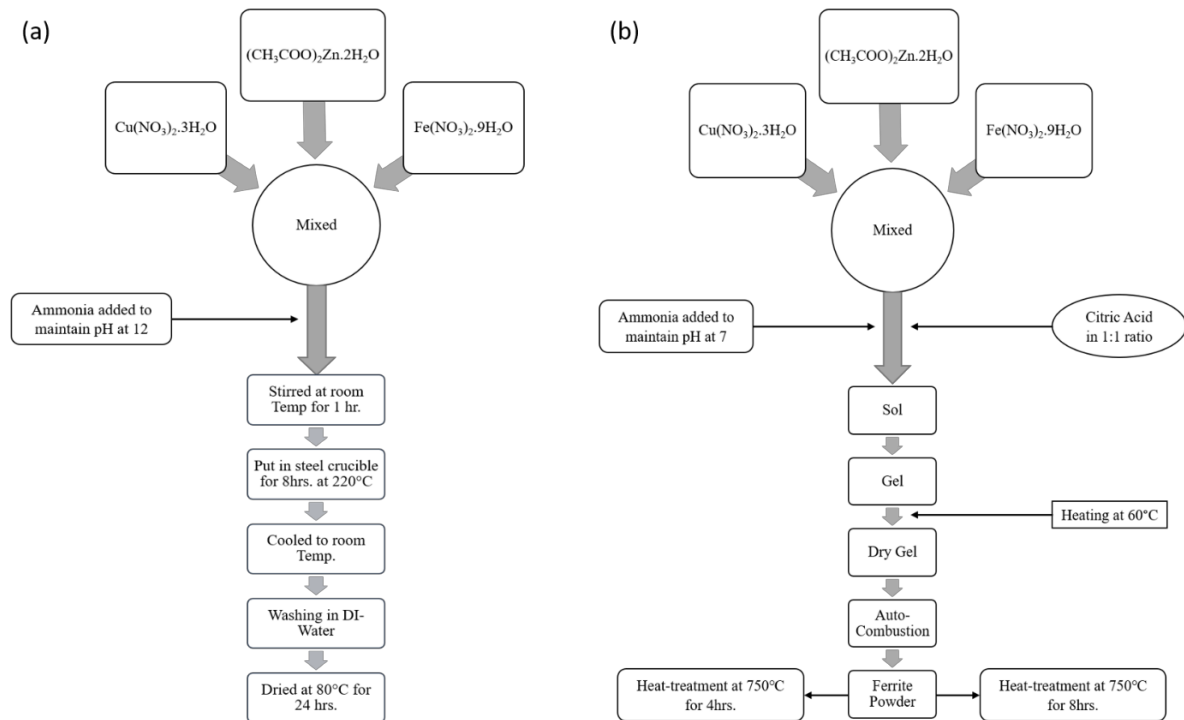 (a)
(CH₃COO)₂Zn.2H₂O
Cu(NO₃)₂.3H₂O
Fe(NO₃)₂.9H₂O
Mixed
Ammonia added to
maintain pH at 12
Stirred at room
Temp for 1 hr.
Put in steel crucible
for 8hrs. at 220°C
Cooled to room
Temp.
Washing in DI-
Water
Dried at 80°C for
24 hrs.
(b)
(CH₃COO)₂Zn.2H₂O
Cu(NO₃)₂.3H₂O
Fe(NO₃)₂.9H₂O
Mixed
Ammonia added to
maintain pH at 7
Citric Acid
in 1:1 ratio
Sol
Gel
Heating at 60°C
Dry Gel
Auto-
Combustion
Ferrite
Powder
Heat-treatment at 750°C
for 4hrs.
Heat-treatment at 750°C
for 8hrs.